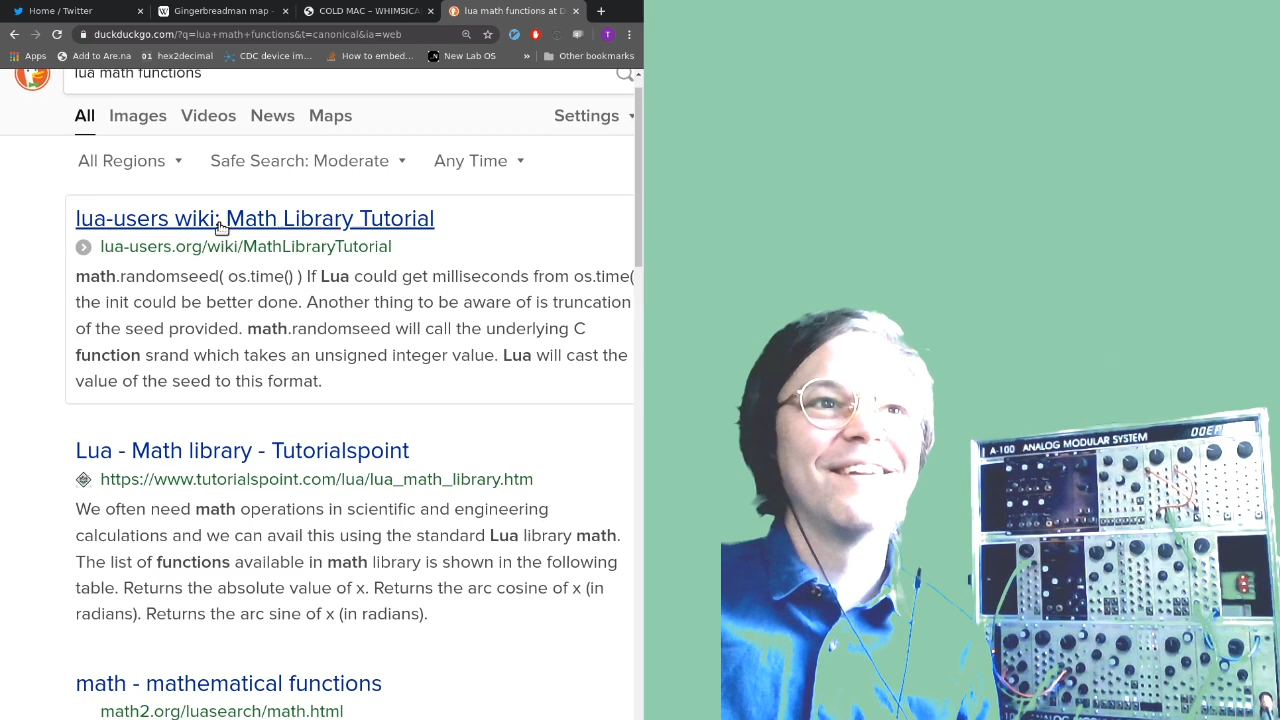 Home / Twitter
Gingerbreadman map -
COLD MAC – WHIMSICA
lua math functions at D
duckduckgo.com/?q=lua+math+functions&t=canonical&ia=web
T
Apps
Add to Are.na
01 hex2decimal
CDC device im…
How to embed…
New Lab OS
»
Other bookmarks
lua math functions
All
Images
Videos
News
Maps
Settings
All Regions
Safe Search: Moderate
Any Time
lua-users wiki: Math Library Tutorial
lua-users.org/wiki/MathLibraryTutorial
math.randomseed( os.time() ) If Lua could get milliseconds from os.time(
the init could be better done. Another thing to be aware of is truncation
of the seed provided. math.randomseed will call the underlying C
function srand which takes an unsigned integer value. Lua will cast the
value of the seed to this format.
Lua - Math library - Tutorialspoint
https://www.tutorialspoint.com/lua/lua_math_library.htm
We often need math operations in scientific and engineering
calculations and we can avail this using the standard Lua library math.
The list of functions available in math library is shown in the following
table. Returns the absolute value of x. Returns the arc cosine of x (in
radians). Returns the arc sine of x (in radians).
math - mathematical functions
math2.org/luasearch/math.html
A-100 ANALOG MODULAR SYSTEM